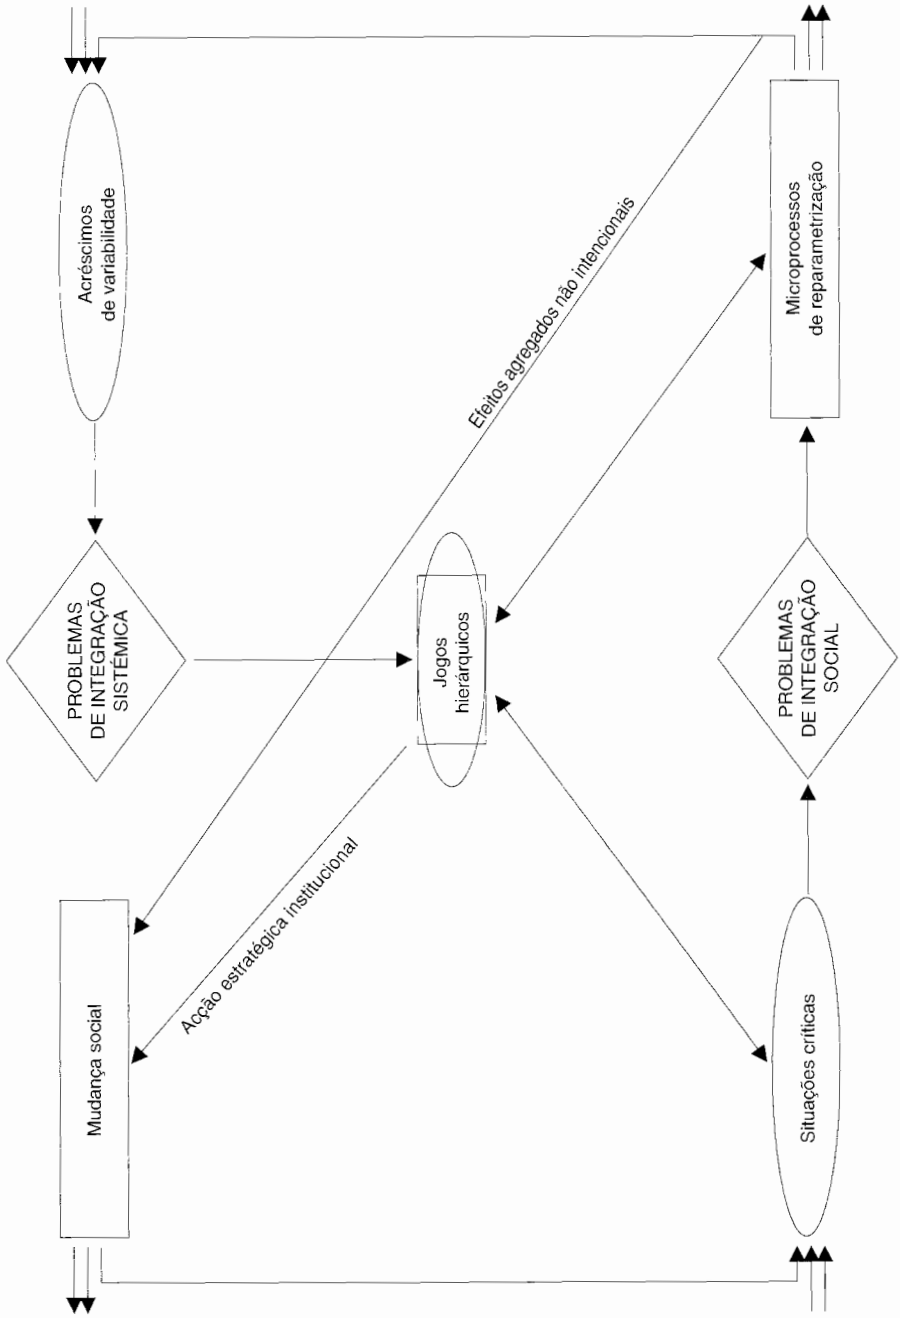 Mudança social
PROBLEMAS
DE INTEGRAÇÃO
SISTÉMICA
Acréscimos
de variabilidade
Acção estratégica institucional
Jogos
hierárquicos
Efeitos agregados não intencionais
Situações críticas
PROBLEMAS
DE INTEGRAÇÃO
SOCIAL
Microprocessos
de reparametrização